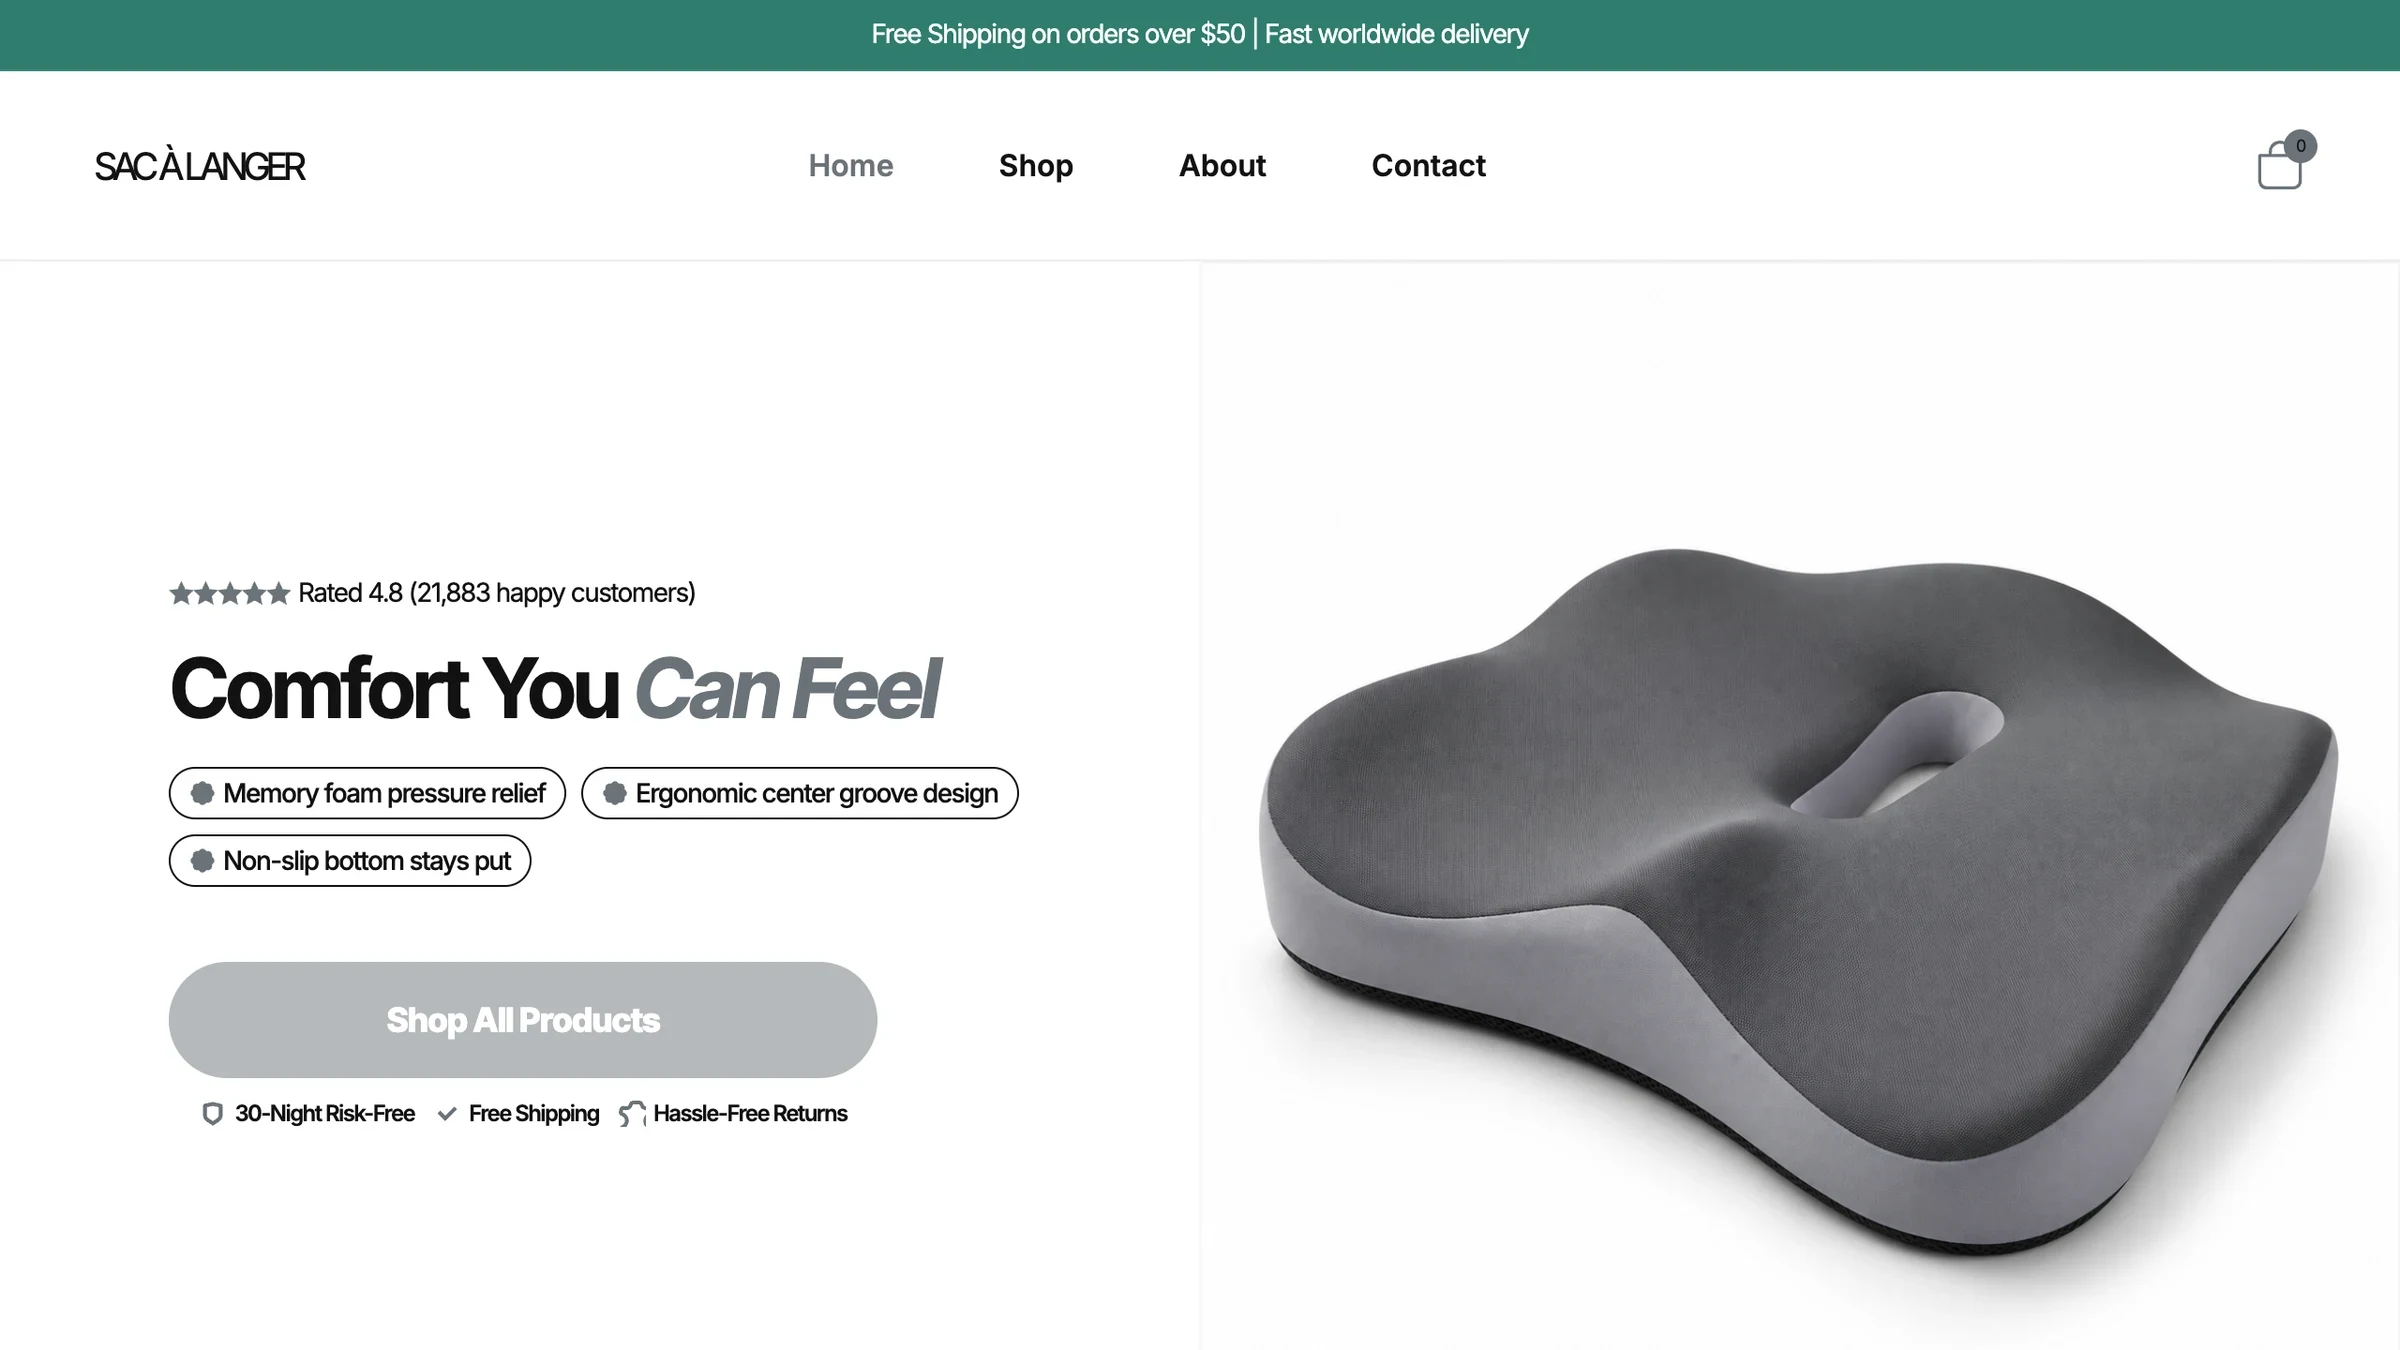 Free Shipping on orders over $50 | Fast worldwide delivery
SAC À LANGER
Home
Shop
About
Contact
0
Rated 4.8 (21,883 happy customers)
Comfort You Can Feel
Memory foam pressure relief
Ergonomic center groove design
Non-slip bottom stays put
Shop All Products
30-Night Risk-Free
Free Shipping
Hassle-Free Returns